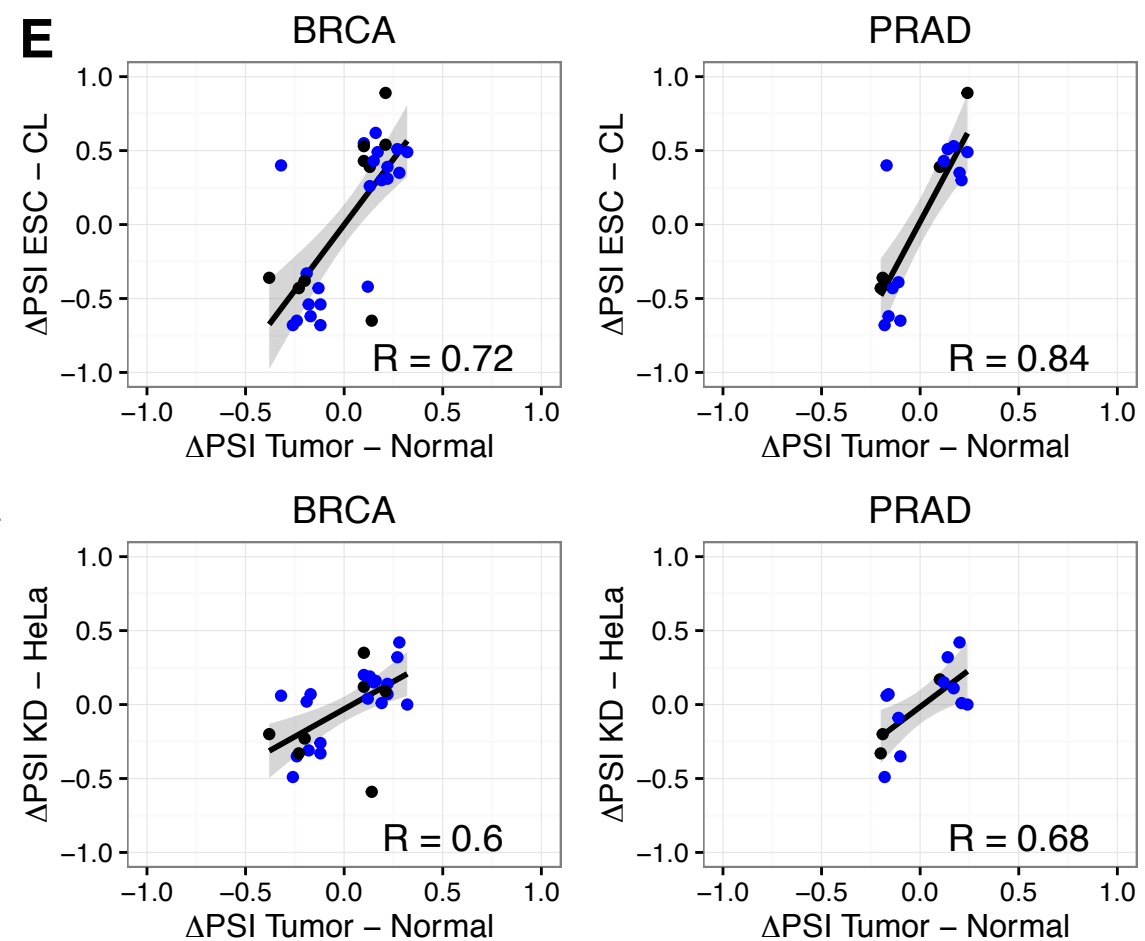 E
BRCA
PRAD
1.0
0.5
0.0
−0.5
−1.0
ΔPSI ESC − CL
R = 0.72
−1.0 −0.5 0.0 0.5 1.0
ΔPSI Tumor − Normal
1.0
0.5
0.0
−0.5
−1.0
ΔPSI ESC − CL
R = 0.84
−1.0 −0.5 0.0 0.5 1.0
ΔPSI Tumor − Normal
BRCA
PRAD
1.0
0.5
0.0
−0.5
−1.0
ΔPSI KD − HeLa
R = 0.6
−1.0 −0.5 0.0 0.5 1.0
ΔPSI Tumor − Normal
1.0
0.5
0.0
−0.5
−1.0
ΔPSI KD − HeLa
R = 0.68
−1.0 −0.5 0.0 0.5 1.0
ΔPSI Tumor − Normal